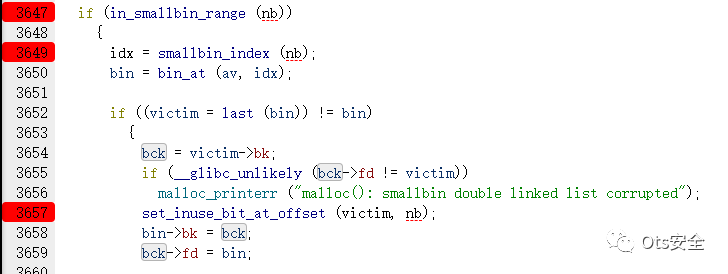 3647 if (in_smallbin_range (nb))
3648 {
3649 idx = smallbin_index (nb);
3650 bin = bin_at (av, idx);
3651
3652 if ((victim = last (bin)) != bin)
3653 {
3654 bck = victim->bk;
3655 if (__glibc_unlikely (bck->fd != victim))
3656 malloc_printerr ("malloc(): smallbin double linked list corrupted");
3657 set_inuse_bit_at_offset (victim, nb);
3658 bin->bk = bck;
3659 bck->fd = bin;
3660
Ots安全